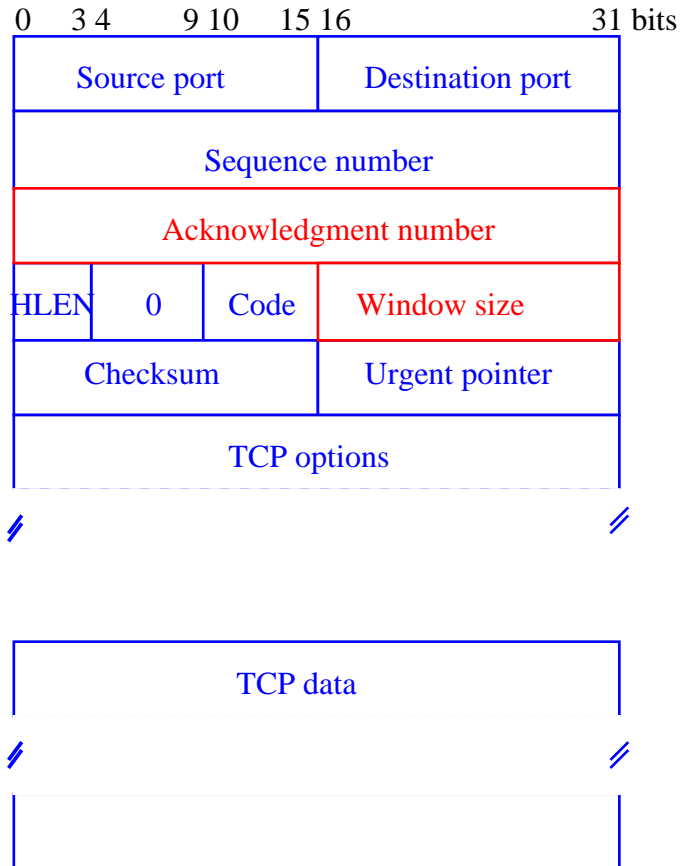 0 3 4 9 10 15 16 31 bits
Source port Destination port
Sequence number
Acknowledgment number
HLEN 0 Code Window size
Checksum Urgent pointer
TCP options
TCP data